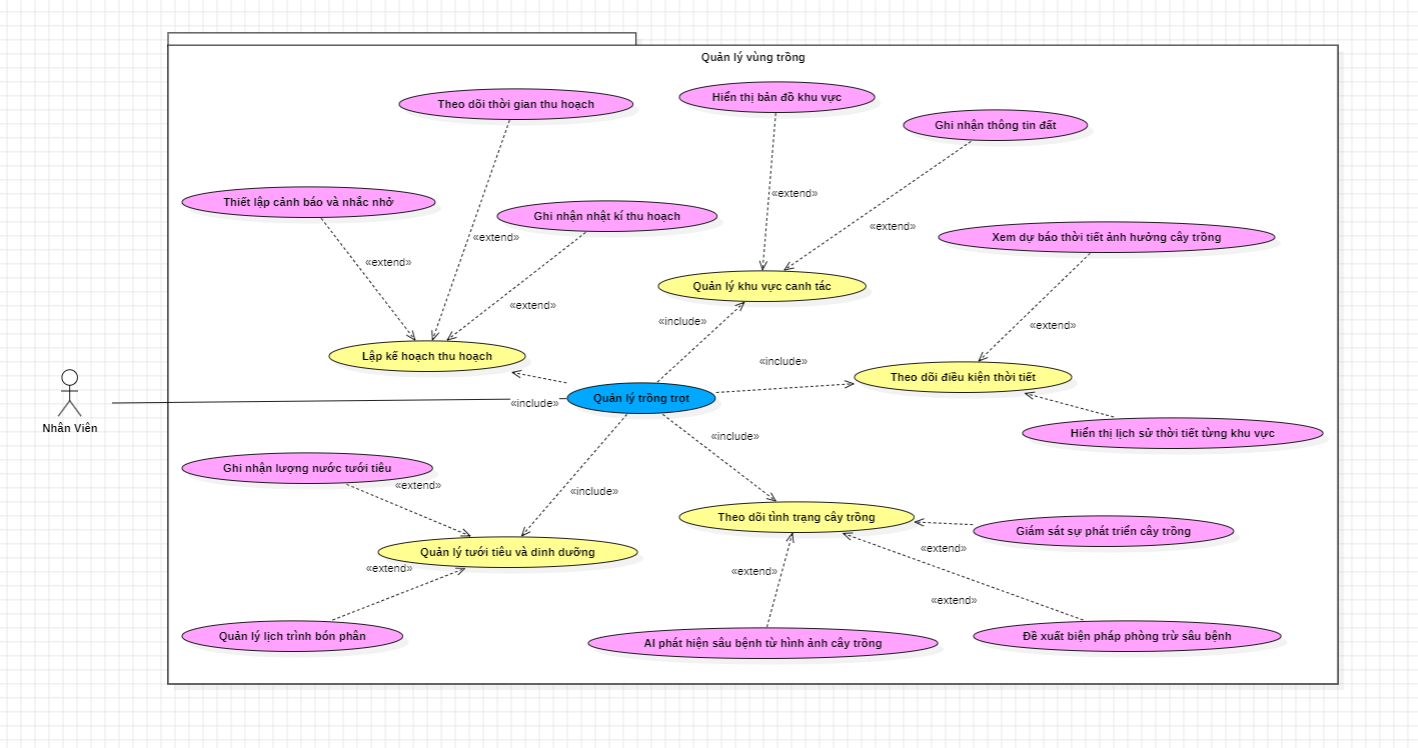 Quản lý vùng trồng
Theo dõi thời gian thu hoạch
Hiển thị bản đồ khu vực
Ghi nhận thông tin đất
Thiết lập cảnh báo và nhắc nhở
«extend»
Ghi nhận nhật kí thu hoạch
«extend»
«extend»
Xem dự báo thời tiết ảnh hưởng cây trồng
«extend»
«extend»
Quản lý khu vực canh tác
«extend»
«include»
«extend»
Lập kế hoạch thu hoạch
«include»
Theo dõi điều kiện thời tiết
«include»
Quản lý trồng trọt
Nhân Viên
«include»
Hiển thị lịch sử thời tiết từng khu vực
Ghi nhận lượng nước tưới tiêu
«extend»
«include»
Theo dõi tình trạng cây trồng
Giám sát sự phát triển cây trồng
Quản lý tưới tiêu và dinh dưỡng
«extend»
«extend»
«extend»
«extend»
Quản lý lịch trình bón phân
AI phát hiện sâu bệnh từ hình ảnh cây trồng
Đề xuất biện pháp phòng trừ sâu bệnh